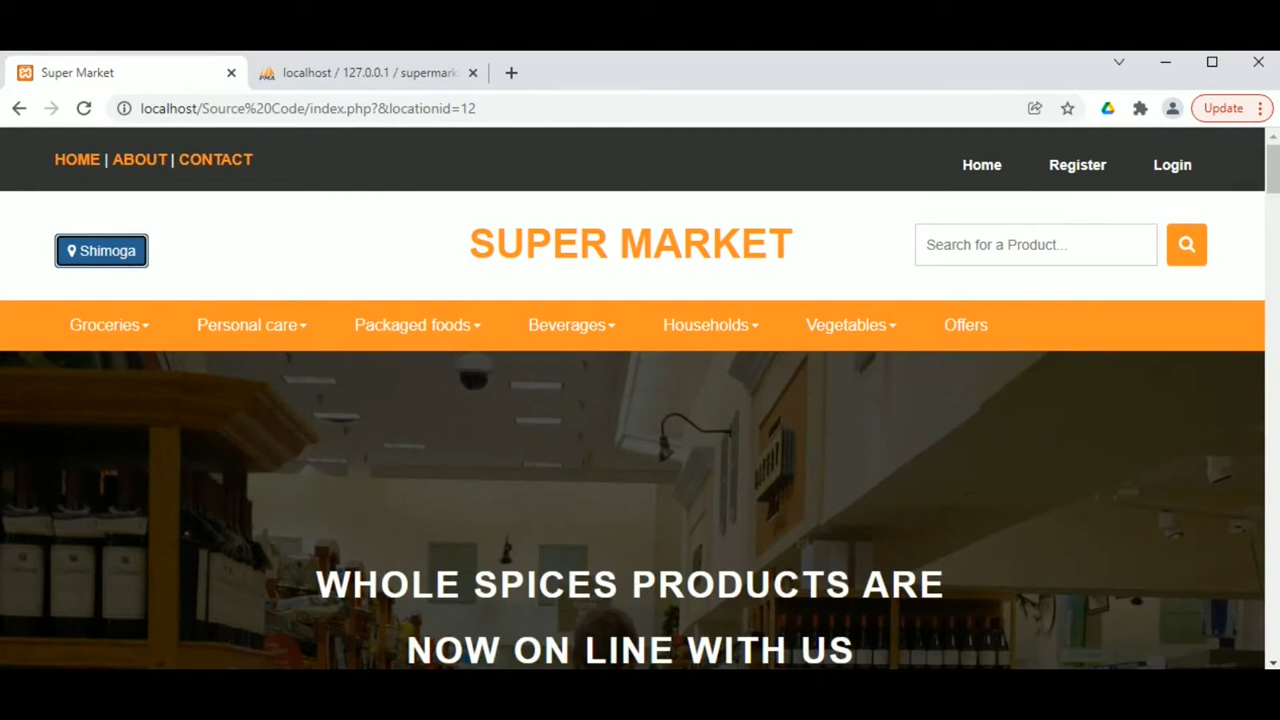 Super Market
localhost / 127.0.0.1 / supermark
localhost/Source%20Code/index.php?&locationid=12
Update
HOME | ABOUT | CONTACT
Home Register Login
Shimoga
SUPER MARKET
Search for a Product...
Groceries Personal care Packaged foods Beverages Households Vegetables Offers
WHOLE SPICES PRODUCTS ARE
NOW ON LINE WITH US